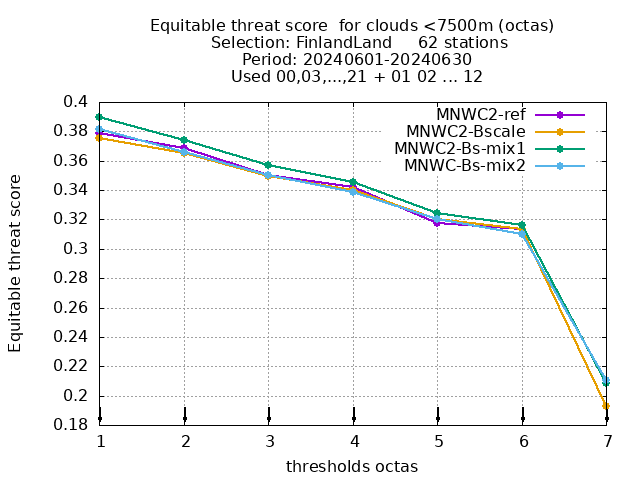 Equitable threat score  for clouds <7500m (octas)
Selection: FinlandLand     62 stations
Period: 20240601-20240630
Used 00,03,...,21 + 01 02 ... 12
Equitable threat score
0.4
0.38
0.36
0.34
0.32
0.3
0.28
0.26
0.24
0.22
0.2
0.18
MNWC2-ref
MNWC2-Bscale
MNWC2-Bs-mix1
MNWC-Bs-mix2
1 2 3 4 5 6 7
thresholds octas